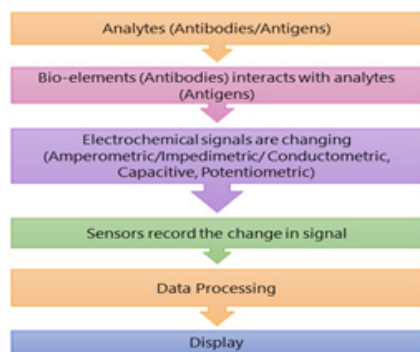 Analytes (Antibodies/Antigens)
Bio-elements (Antibodies) interacts with analytes
(Antigens)
Electrochemical signals are changing
(Amperometric/Impedimetric/ Conductometric,
Capacitive, Potentiometric)
Sensors record the change in signal
Data Processing
Display